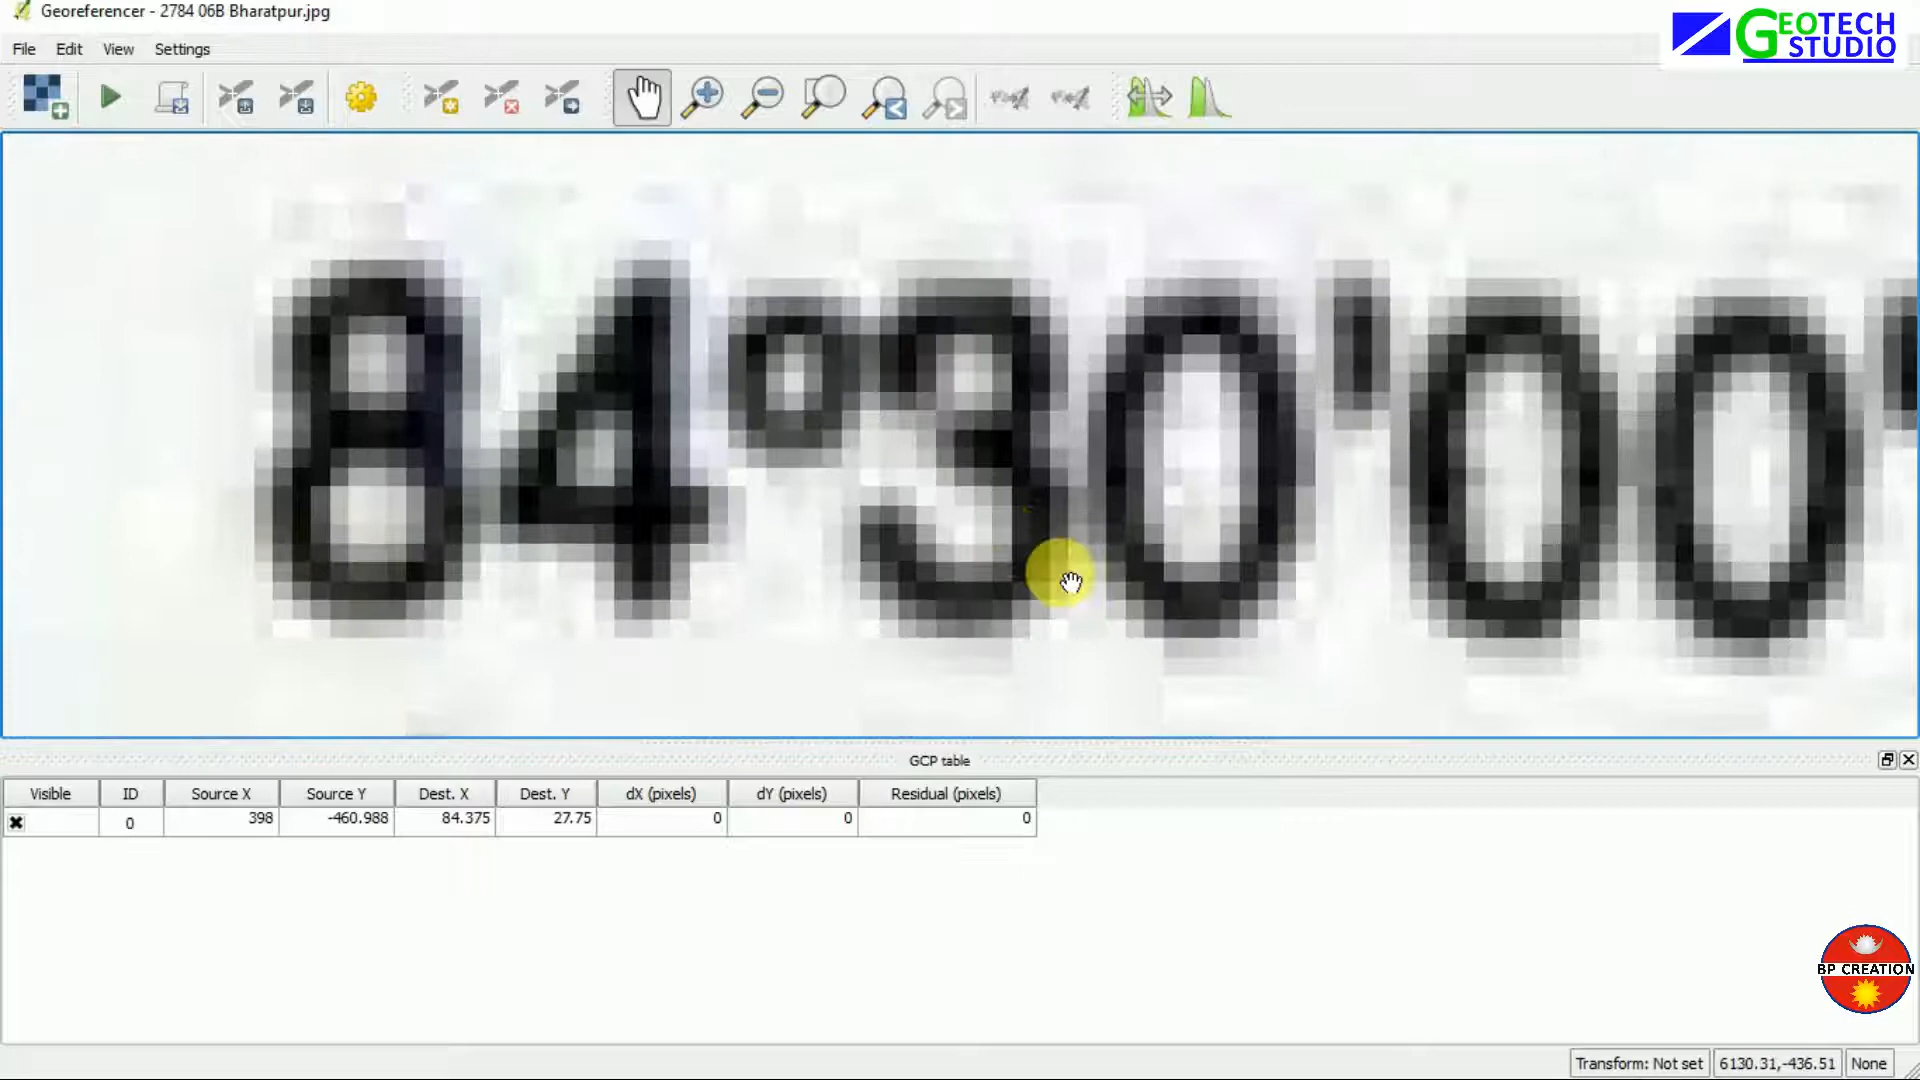 Georeferencer - 2784 06B Bharatpur.jpg
GEOTECH
STUDIO
File Edit View Settings
84°30'00"
GCP table
Visible ID Source X Source Y Dest. X Dest. Y dX (pixels) dY (pixels) Residual (pixels)
0 398 -460.988 84.375 27.75 0 0 0
BP CREATION
Transform: Not set 6130.31,-436.51 None